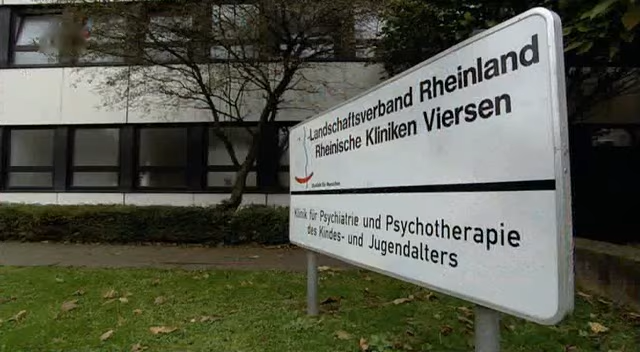 Landschaftsverband Rheinland
Rheinische Kliniken Viersen
Klinik für Psychiatrie und Psychotherapie
des Kindes- und Jugendalters